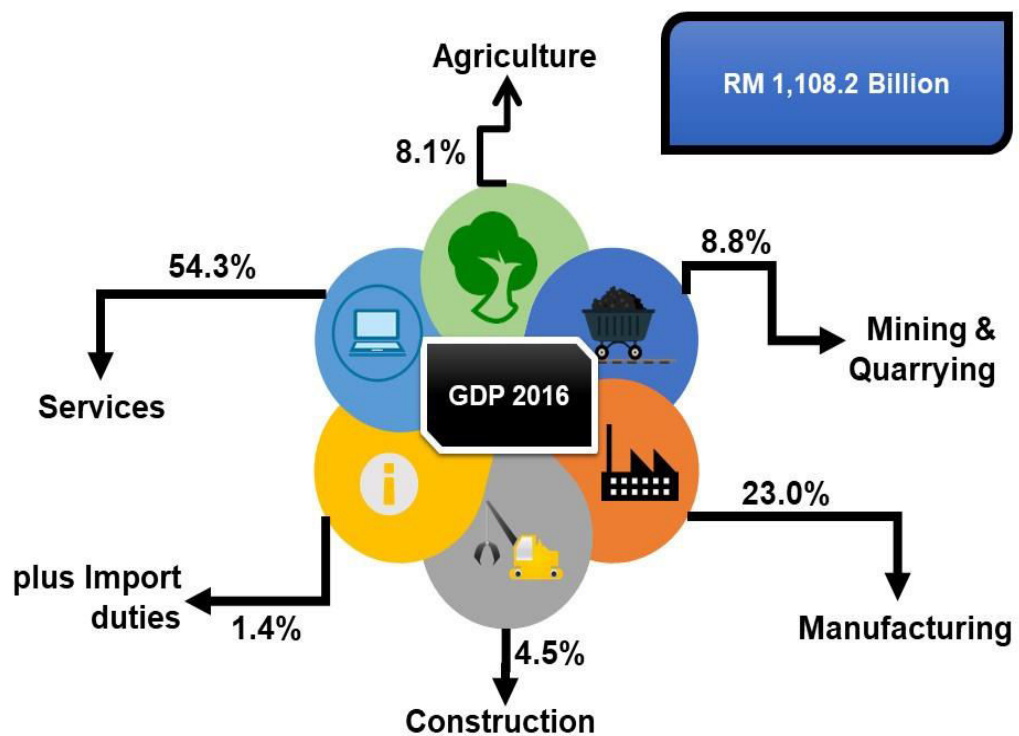 Agriculture
RM 1,108.2 Billion
8.1%
8.8%
54.3%
Mining &
Quarrying
GDP 2016
Services
23.0%
plus Import
duties
1.4%
Manufacturing
4.5%
Construction